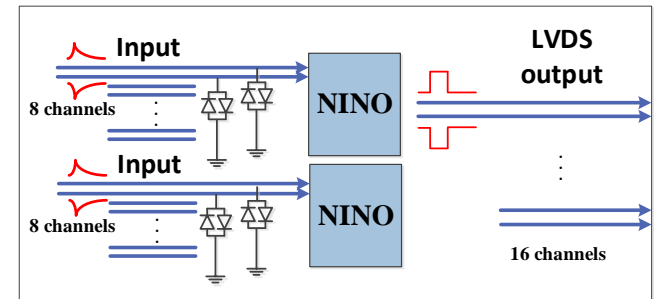 Input
8 channels
NINO
LVDS
output
Input
8 channels
NINO
16 channels